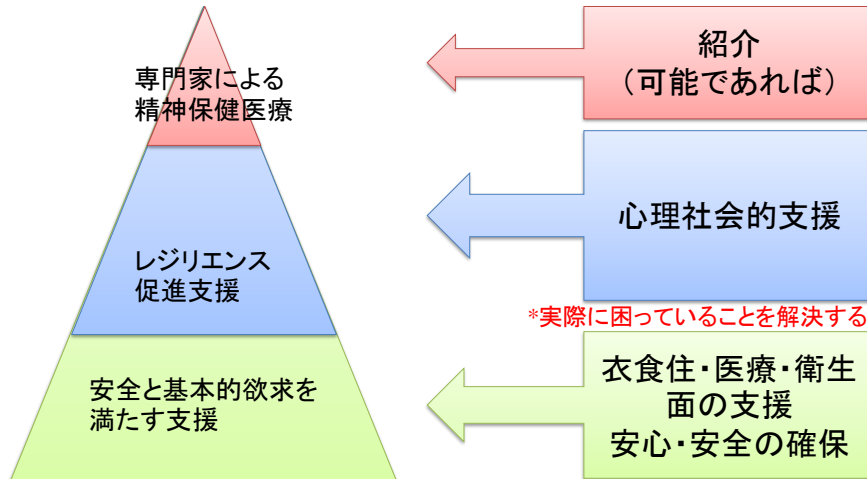 専門家による
精神保健医療
紹介
(可能であれば)
レジリエンス
促進支援
心理社会的支援
*実際に困っていることを解決する
安全と基本的欲求を
満たす支援
衣食住・医療・衛生
面の支援
安心・安全の確保